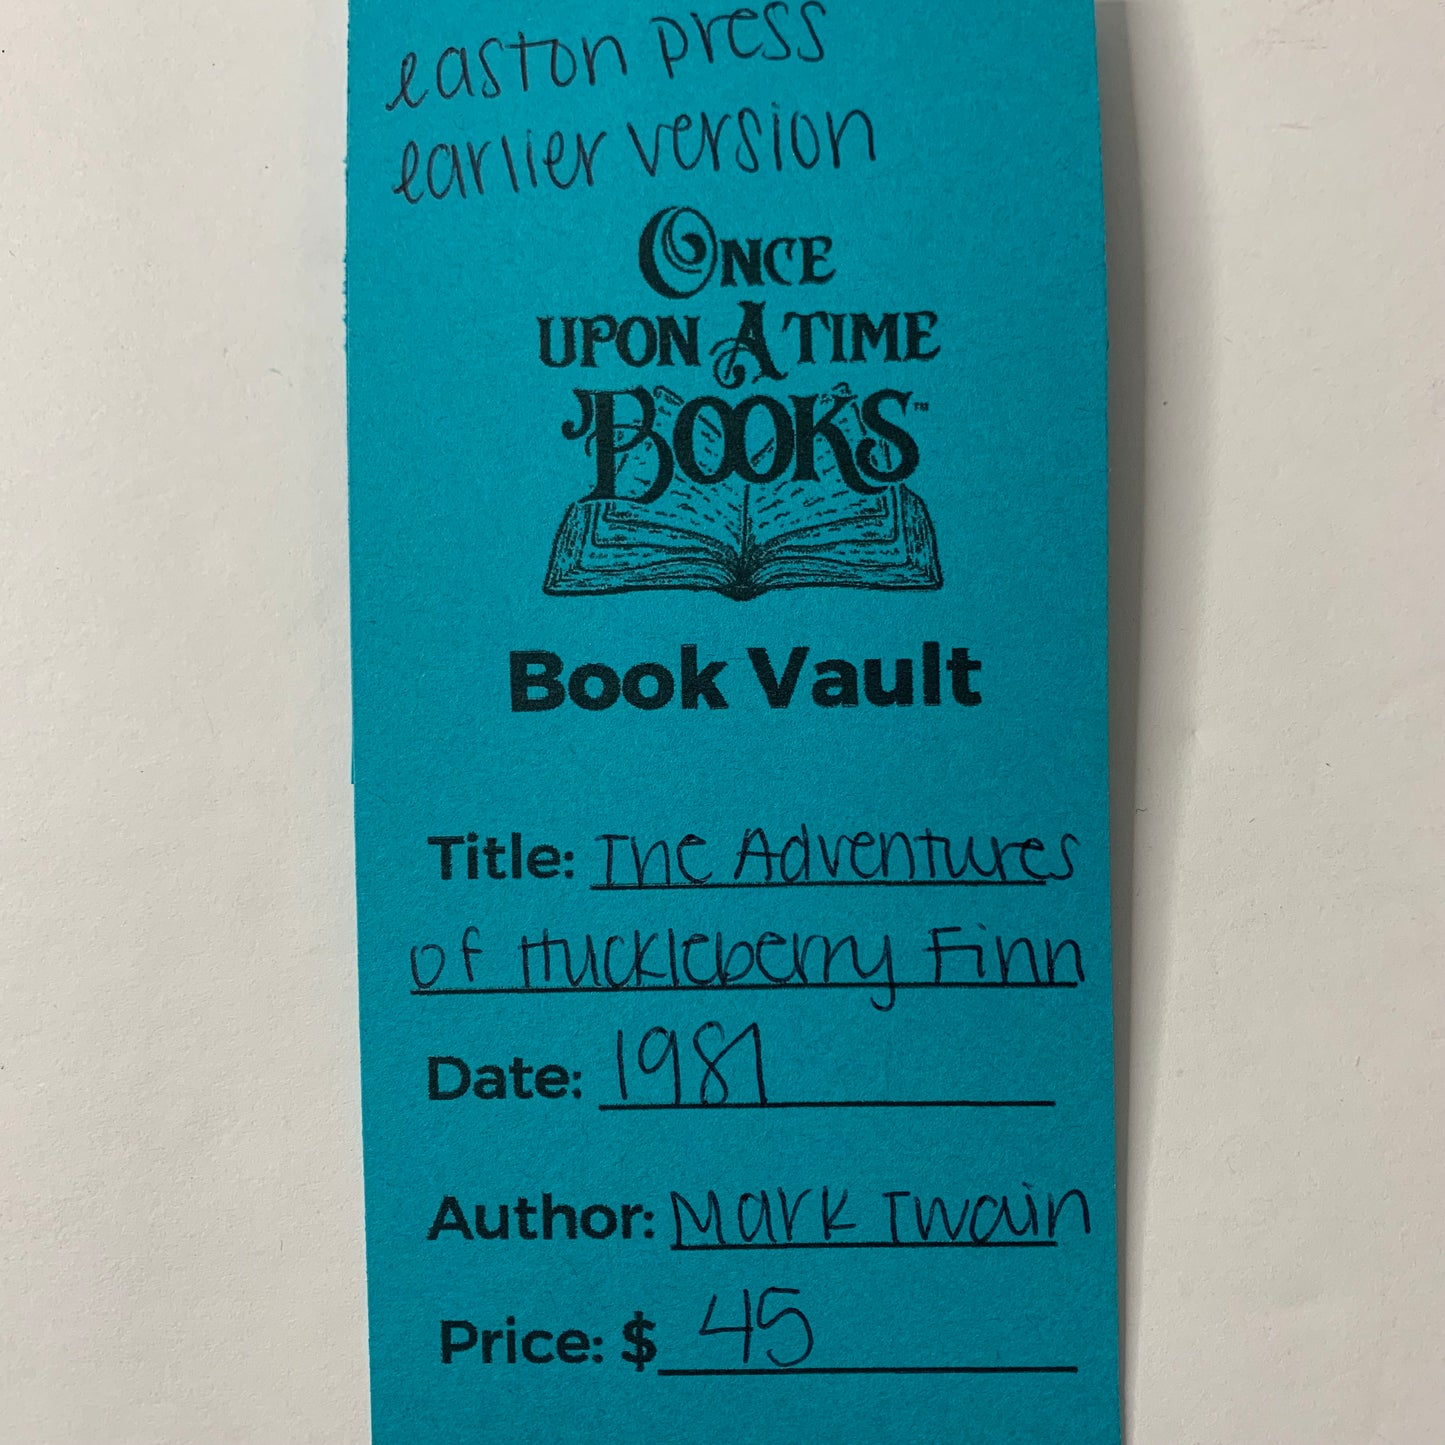 easton press
earlier version
ONCE
UPON A TIME
BOOKS™
Book Vault
Title: The Adventures
of Huckleberry Finn
Date: 1981
Author: Mark Twain
Price: $ 45